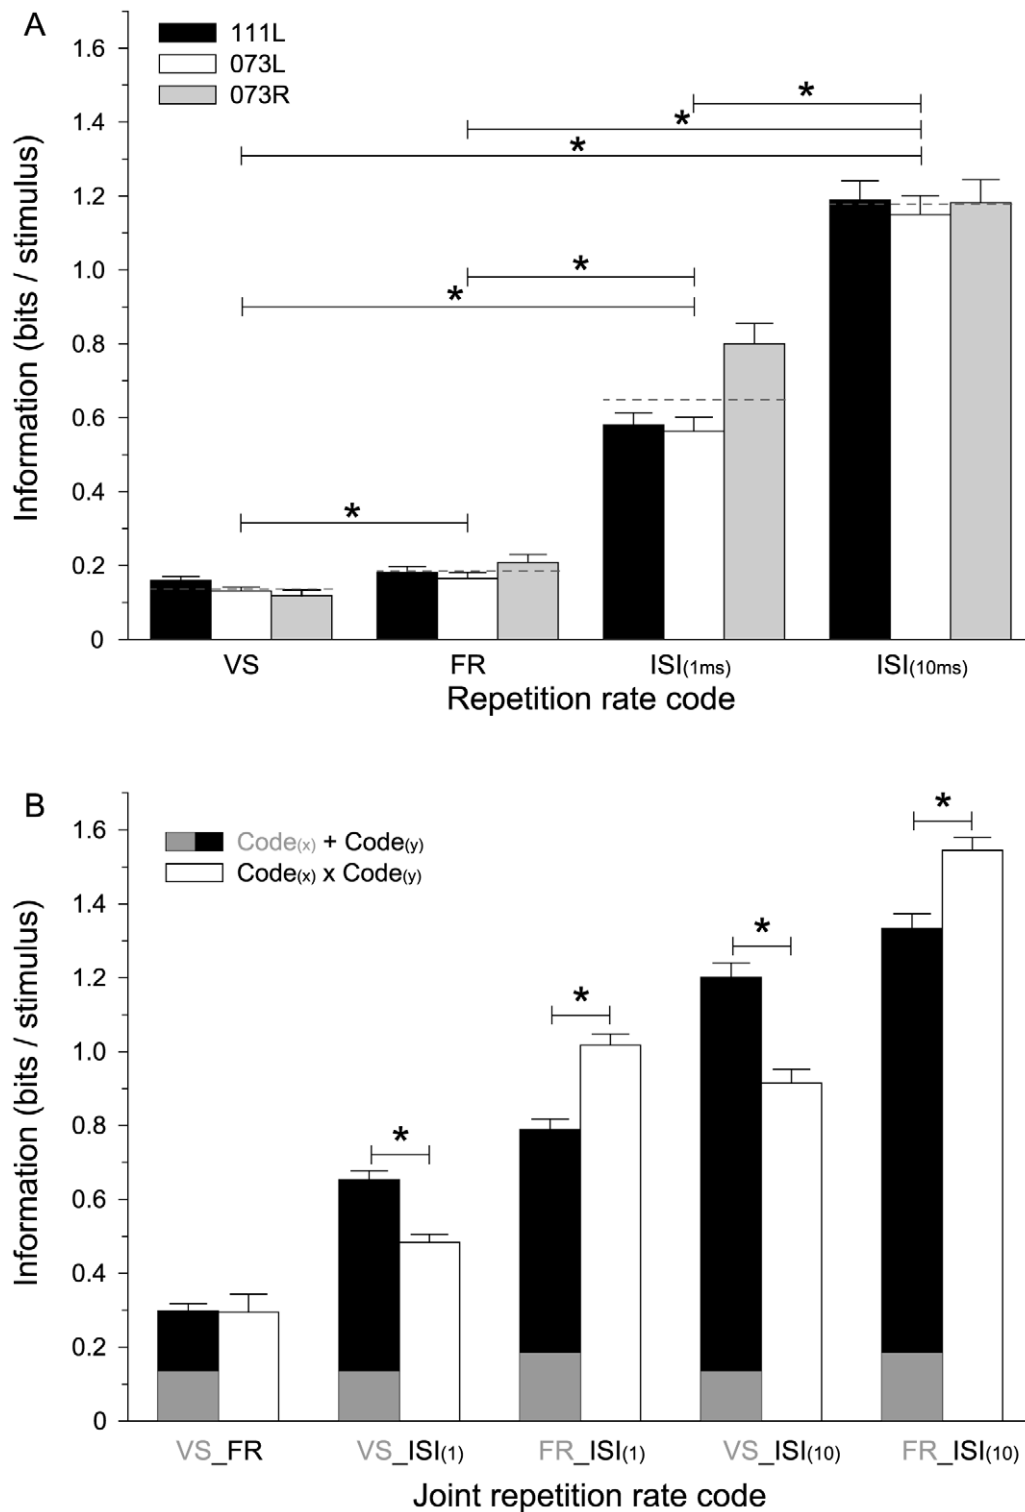 A
111L
073L
073R
Information (bits / stimulus)
1.6
1.4
1.2
1.0
0.8
0.6
0.4
0.2
0
*
*
*
*
*
*
VS FR ISI(1ms) ISI(10ms)
Repetition rate code
B
Code(x) + Code(y)
Code(x) x Code(y)
Information (bits / stimulus)
1.6
1.4
1.2
1.0
0.8
0.6
0.4
0.2
0
*
*
*
*
VS_FR VS_ISI(1) FR_ISI(1) VS_ISI(10) FR_ISI(10)
Joint repetition rate code